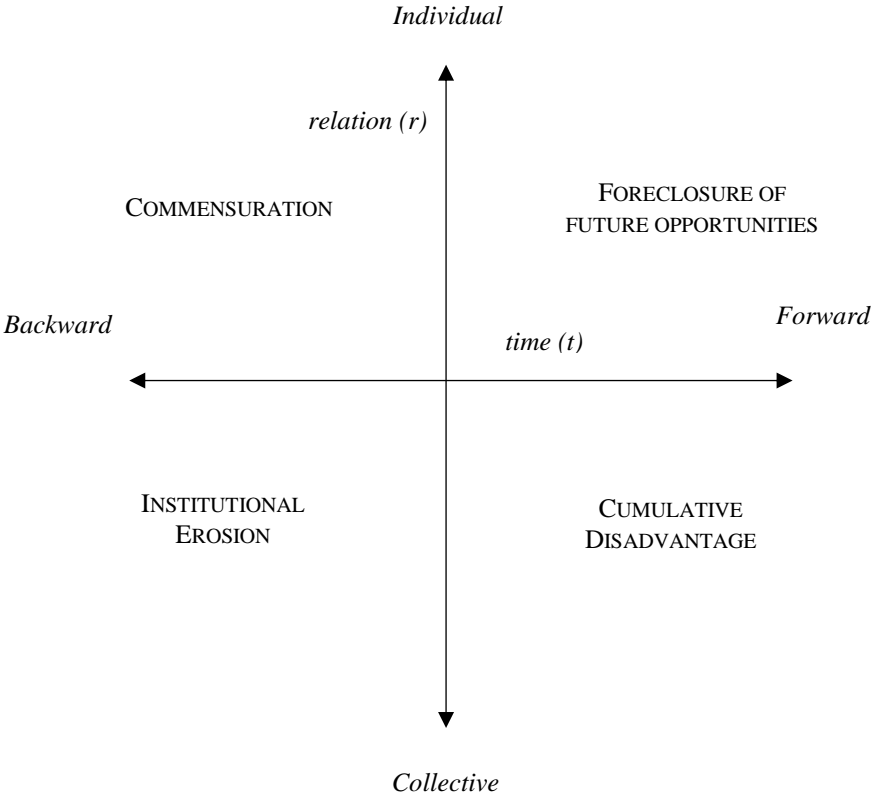 Individual
relation (r)
COMMENSURATION
FORECLOSURE OF
FUTURE OPPORTUNITIES
Backward
Forward
time (t)
INSTITUTIONAL
EROSION
CUMULATIVE
DISADVANTAGE
Collective